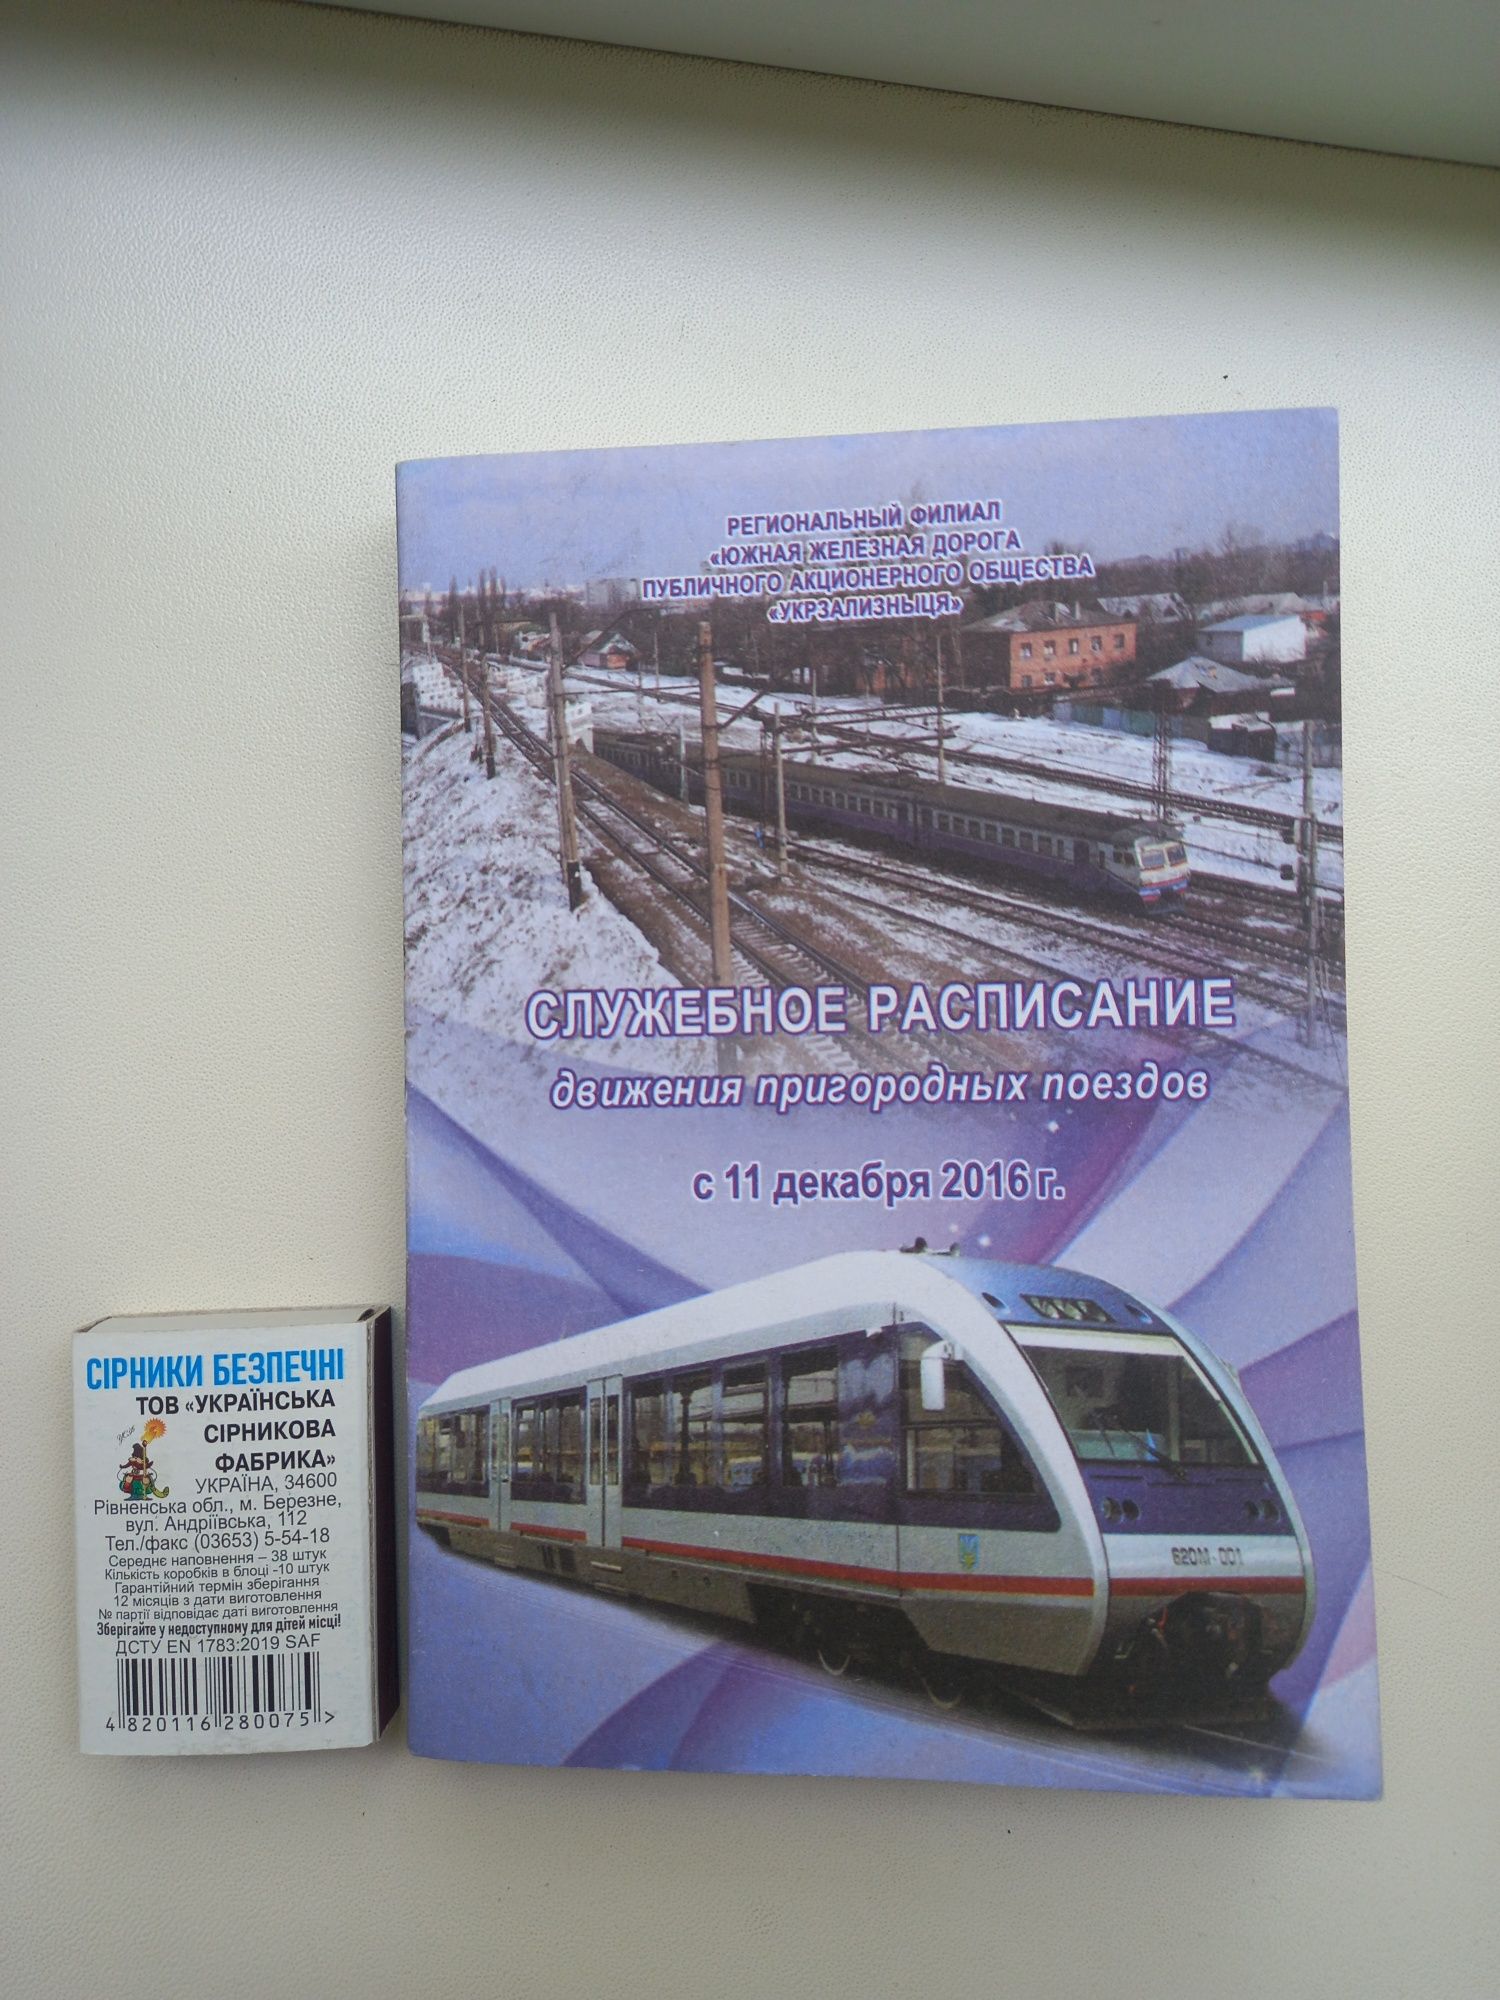 РЕГИОНАЛЬНЫЙ ФИЛИАЛ
«ЮЖНАЯ ЖЕЛЕЗНАЯ ДОРОГА
ПУБЛИЧНОГО АКЦИОНЕРНОГО ОБЩЕСТВА
«УКРЗАЛИЗНЫЦЯ»
СЛУЖЕБНОЕ РАСПИСАНИЕ
движения пригородных поездов
с 11 декабря 2016 г.
620М-001
СІРНИКИ БЕЗПЕЧНІ
ТОВ «УКРАЇНСЬКА
СІРНИКОВА
ФАБРИКА»
УКРАЇНА, 34600
Рівненська обл., м. Березне,
вул. Андріївська, 112
Тел./факс (03653) 5-54-18
Середнє наповнення – 38 штук
Кількість коробків в блоці -10 штук
Гарантійний термін зберігання
12 місяців з дати виготовлення
№ партії відповідає даті виготовлення
Зберігайте у недоступному для дітей місці!
ДСТУ EN 1783:2019 SAF
4 820116 280075 >